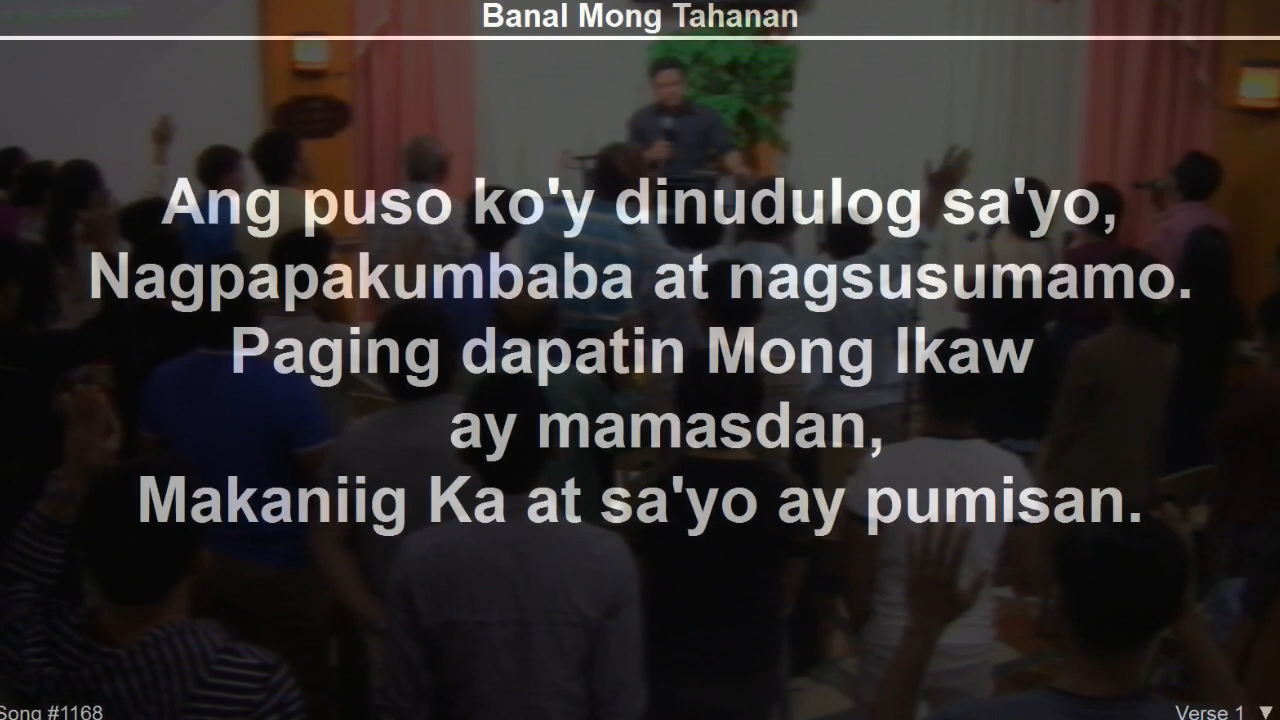 Banal Mong Tahanan
Ang puso ko'y dinudulog sa'yo,
Nagpapakumbaba at nagsusumamo.
Paging dapatin Mong Ikaw
ay mamasdan,
Makaniig Ka at sa'yo ay pumisan.
Song #1168
Verse 1 ▼